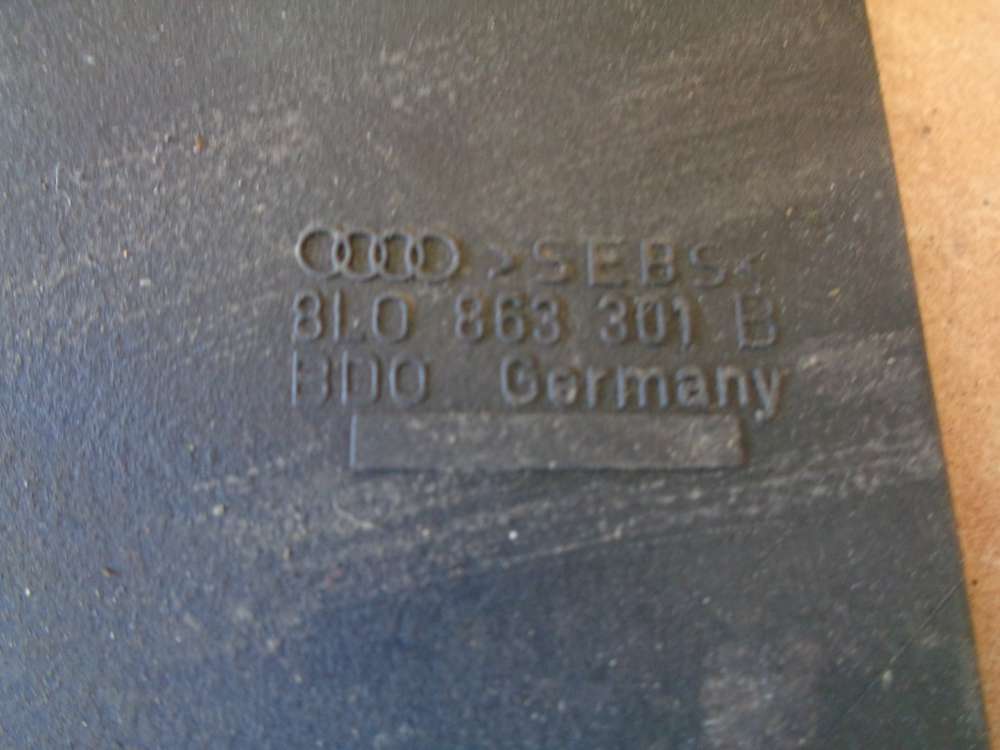 >SEBS<
8L0 863 301 B
BDO Germany